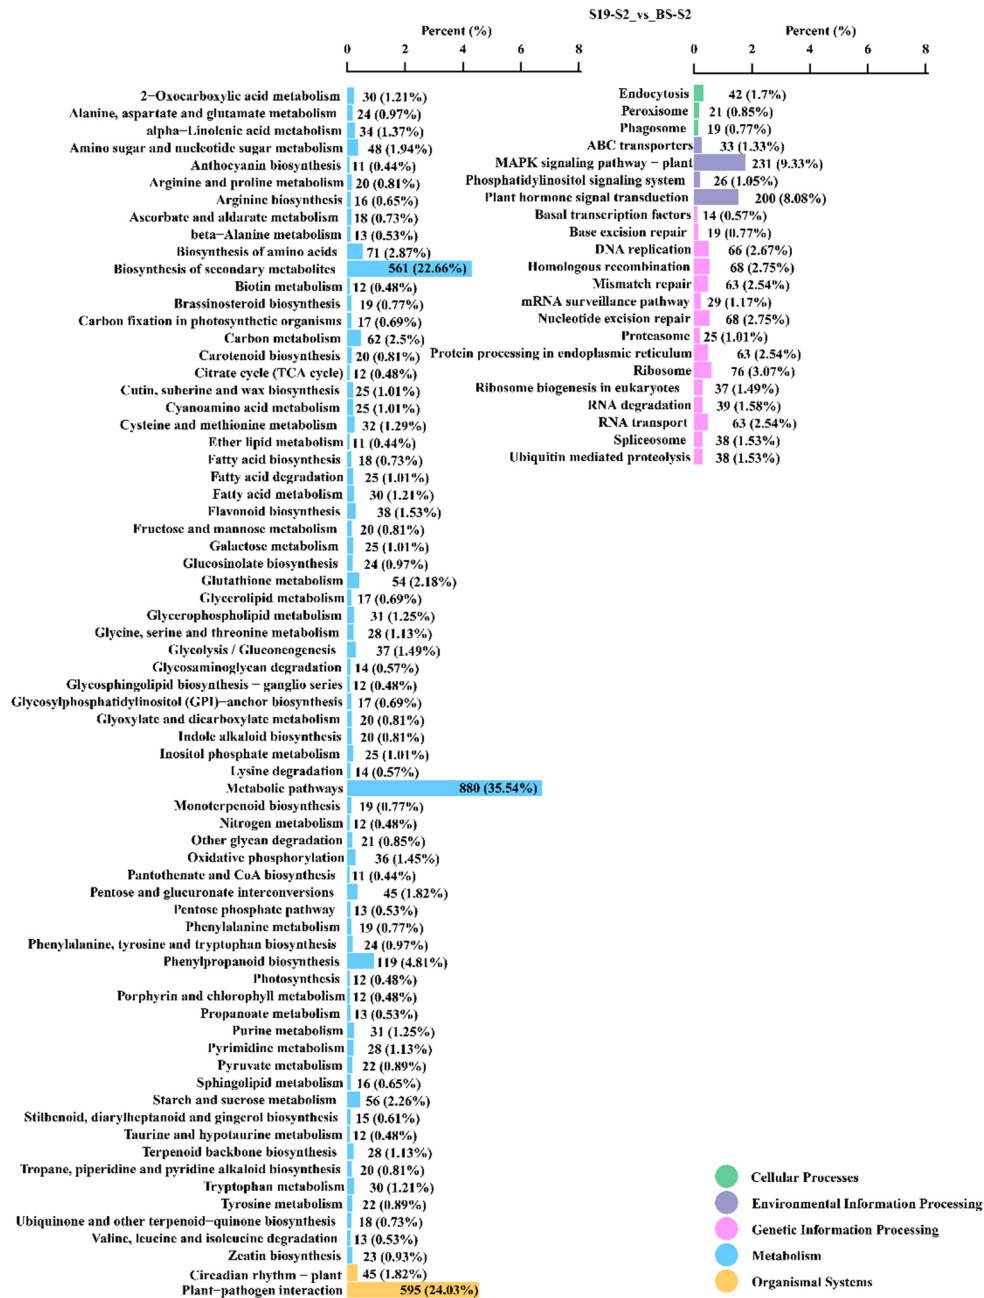 S19-S2_vs_BS-S2
Percent (%)
0 2 4 6 8
2−Oxocarboxylic acid metabolism 30 (1.21%)
Alanine, aspartate and glutamate metabolism 24 (0.97%)
alpha−Linolenic acid metabolism 34 (1.37%)
Amino sugar and nucleotide sugar metabolism 48 (1.94%)
Anthocyanin biosynthesis 11 (0.44%)
Arginine and proline metabolism 20 (0.81%)
Arginine biosynthesis 16 (0.65%)
Ascorbate and aldarate metabolism 18 (0.73%)
beta−Alanine metabolism 13 (0.53%)
Biosynthesis of amino acids 71 (2.87%)
Biosynthesis of secondary metabolites 561 (22.66%)
Biotin metabolism 12 (0.48%)
Brassinosteroid biosynthesis 19 (0.77%)
Carbon fixation in photosynthetic organisms 17 (0.69%)
Carbon metabolism 62 (2.5%)
Carotenoid biosynthesis 20 (0.81%)
Citrate cycle (TCA cycle) 12 (0.48%)
Cutin, suberine and wax biosynthesis 25 (1.01%)
Cyanoamino acid metabolism 25 (1.01%)
Cysteine and methionine metabolism 32 (1.29%)
Ether lipid metabolism 11 (0.44%)
Fatty acid biosynthesis 18 (0.73%)
Fatty acid degradation 25 (1.01%)
Fatty acid metabolism 30 (1.21%)
Flavonoid biosynthesis 38 (1.53%)
Fructose and mannose metabolism 20 (0.81%)
Galactose metabolism 25 (1.01%)
Glucosinolate biosynthesis 24 (0.97%)
Glutathione metabolism 54 (2.18%)
Glycerolipid metabolism 17 (0.69%)
Glycerophospholipid metabolism 31 (1.25%)
Glycine, serine and threonine metabolism 28 (1.13%)
Glycolysis / Gluconeogenesis 37 (1.49%)
Glycosaminoglycan degradation 14 (0.57%)
Glycosphingolipid biosynthesis − ganglio series 12 (0.48%)
Glycosylphosphatidylinositol (GPI)−anchor biosynthesis 17 (0.69%)
Glyoxylate and dicarboxylate metabolism 20 (0.81%)
Indole alkaloid biosynthesis 20 (0.81%)
Inositol phosphate metabolism 25 (1.01%)
Lysine degradation 14 (0.57%)
Metabolic pathways 880 (35.54%)
Monoterpenoid biosynthesis 19 (0.77%)
Nitrogen metabolism 12 (0.48%)
Other glycan degradation 21 (0.85%)
Oxidative phosphorylation 36 (1.45%)
Pantothenate and CoA biosynthesis 11 (0.44%)
Pentose and glucuronate interconversions 45 (1.82%)
Pentose phosphate pathway 13 (0.53%)
Phenylalanine metabolism 19 (0.77%)
Phenylalanine, tyrosine and tryptophan biosynthesis 24 (0.97%)
Phenylpropanoid biosynthesis 119 (4.81%)
Photosynthesis 12 (0.48%)
Porphyrin and chlorophyll metabolism 12 (0.48%)
Propanoate metabolism 13 (0.53%)
Purine metabolism 31 (1.25%)
Pyrimidine metabolism 28 (1.13%)
Pyruvate metabolism 22 (0.89%)
Sphingolipid metabolism 16 (0.65%)
Starch and sucrose metabolism 56 (2.26%)
Stilbenoid, diarylheptanoid and gingerol biosynthesis 15 (0.61%)
Taurine and hypotaurine metabolism 12 (0.48%)
Terpenoid backbone biosynthesis 28 (1.13%)
Tropane, piperidine and pyridine alkaloid biosynthesis 20 (0.81%)
Tryptophan metabolism 30 (1.21%)
Tyrosine metabolism 22 (0.89%)
Ubiquinone and other terpenoid−quinone biosynthesis 18 (0.73%)
Valine, leucine and isoleucine degradation 13 (0.53%)
Zeatin biosynthesis 23 (0.93%)
Circadian rhythm − plant 45 (1.82%)
Plant−pathogen interaction 595 (24.03%)
Percent (%)
0 2 4 6 8
Endocytosis 42 (1.7%)
Peroxisome 21 (0.85%)
Phagosome 19 (0.77%)
ABC transporters 33 (1.33%)
MAPK signaling pathway − plant 231 (9.33%)
Phosphatidylinositol signaling system 26 (1.05%)
Plant hormone signal transduction 200 (8.08%)
Basal transcription factors 14 (0.57%)
Base excision repair 19 (0.77%)
DNA replication 66 (2.67%)
Homologous recombination 68 (2.75%)
Mismatch repair 63 (2.54%)
mRNA surveillance pathway 29 (1.17%)
Nucleotide excision repair 68 (2.75%)
Proteasome 25 (1.01%)
Protein processing in endoplasmic reticulum 63 (2.54%)
Ribosome 76 (3.07%)
Ribosome biogenesis in eukaryotes 37 (1.49%)
RNA degradation 39 (1.58%)
RNA transport 63 (2.54%)
Spliceosome 38 (1.53%)
Ubiquitin mediated proteolysis 38 (1.53%)
Cellular Processes
Environmental Information Processing
Genetic Information Processing
Metabolism
Organismal Systems